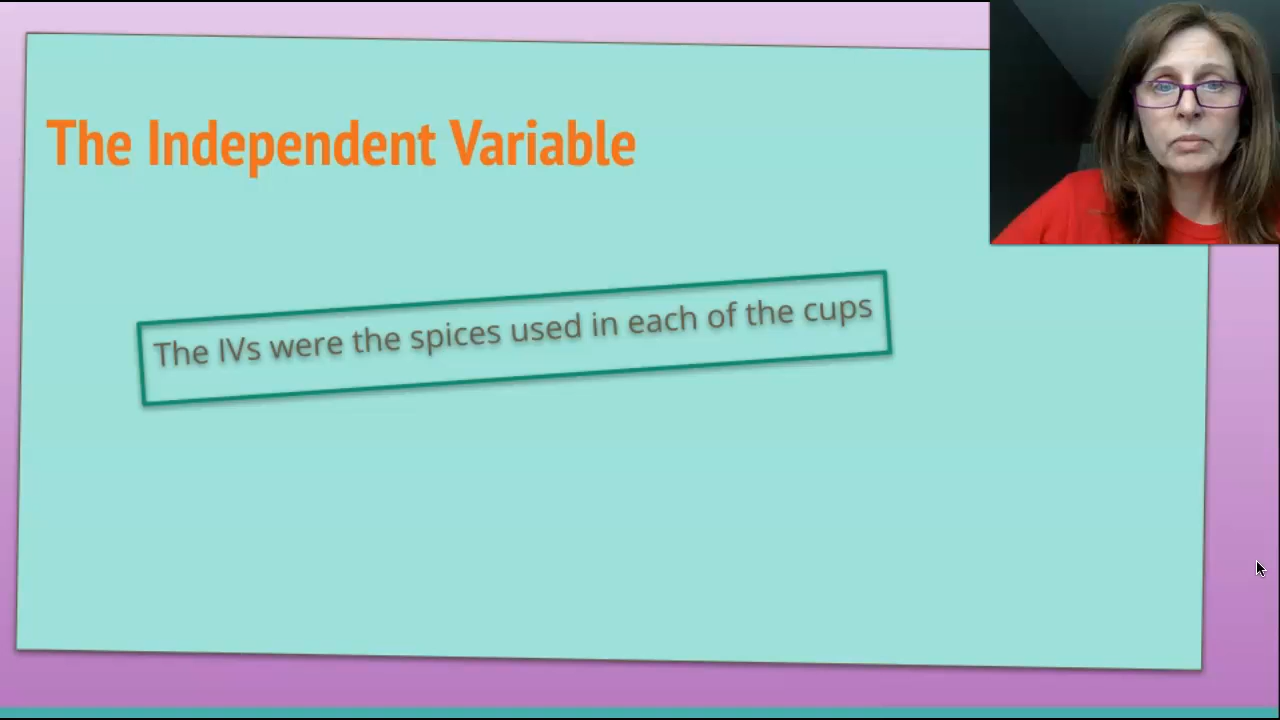 The Independent Variable
The IVs were the spices used in each of the cups